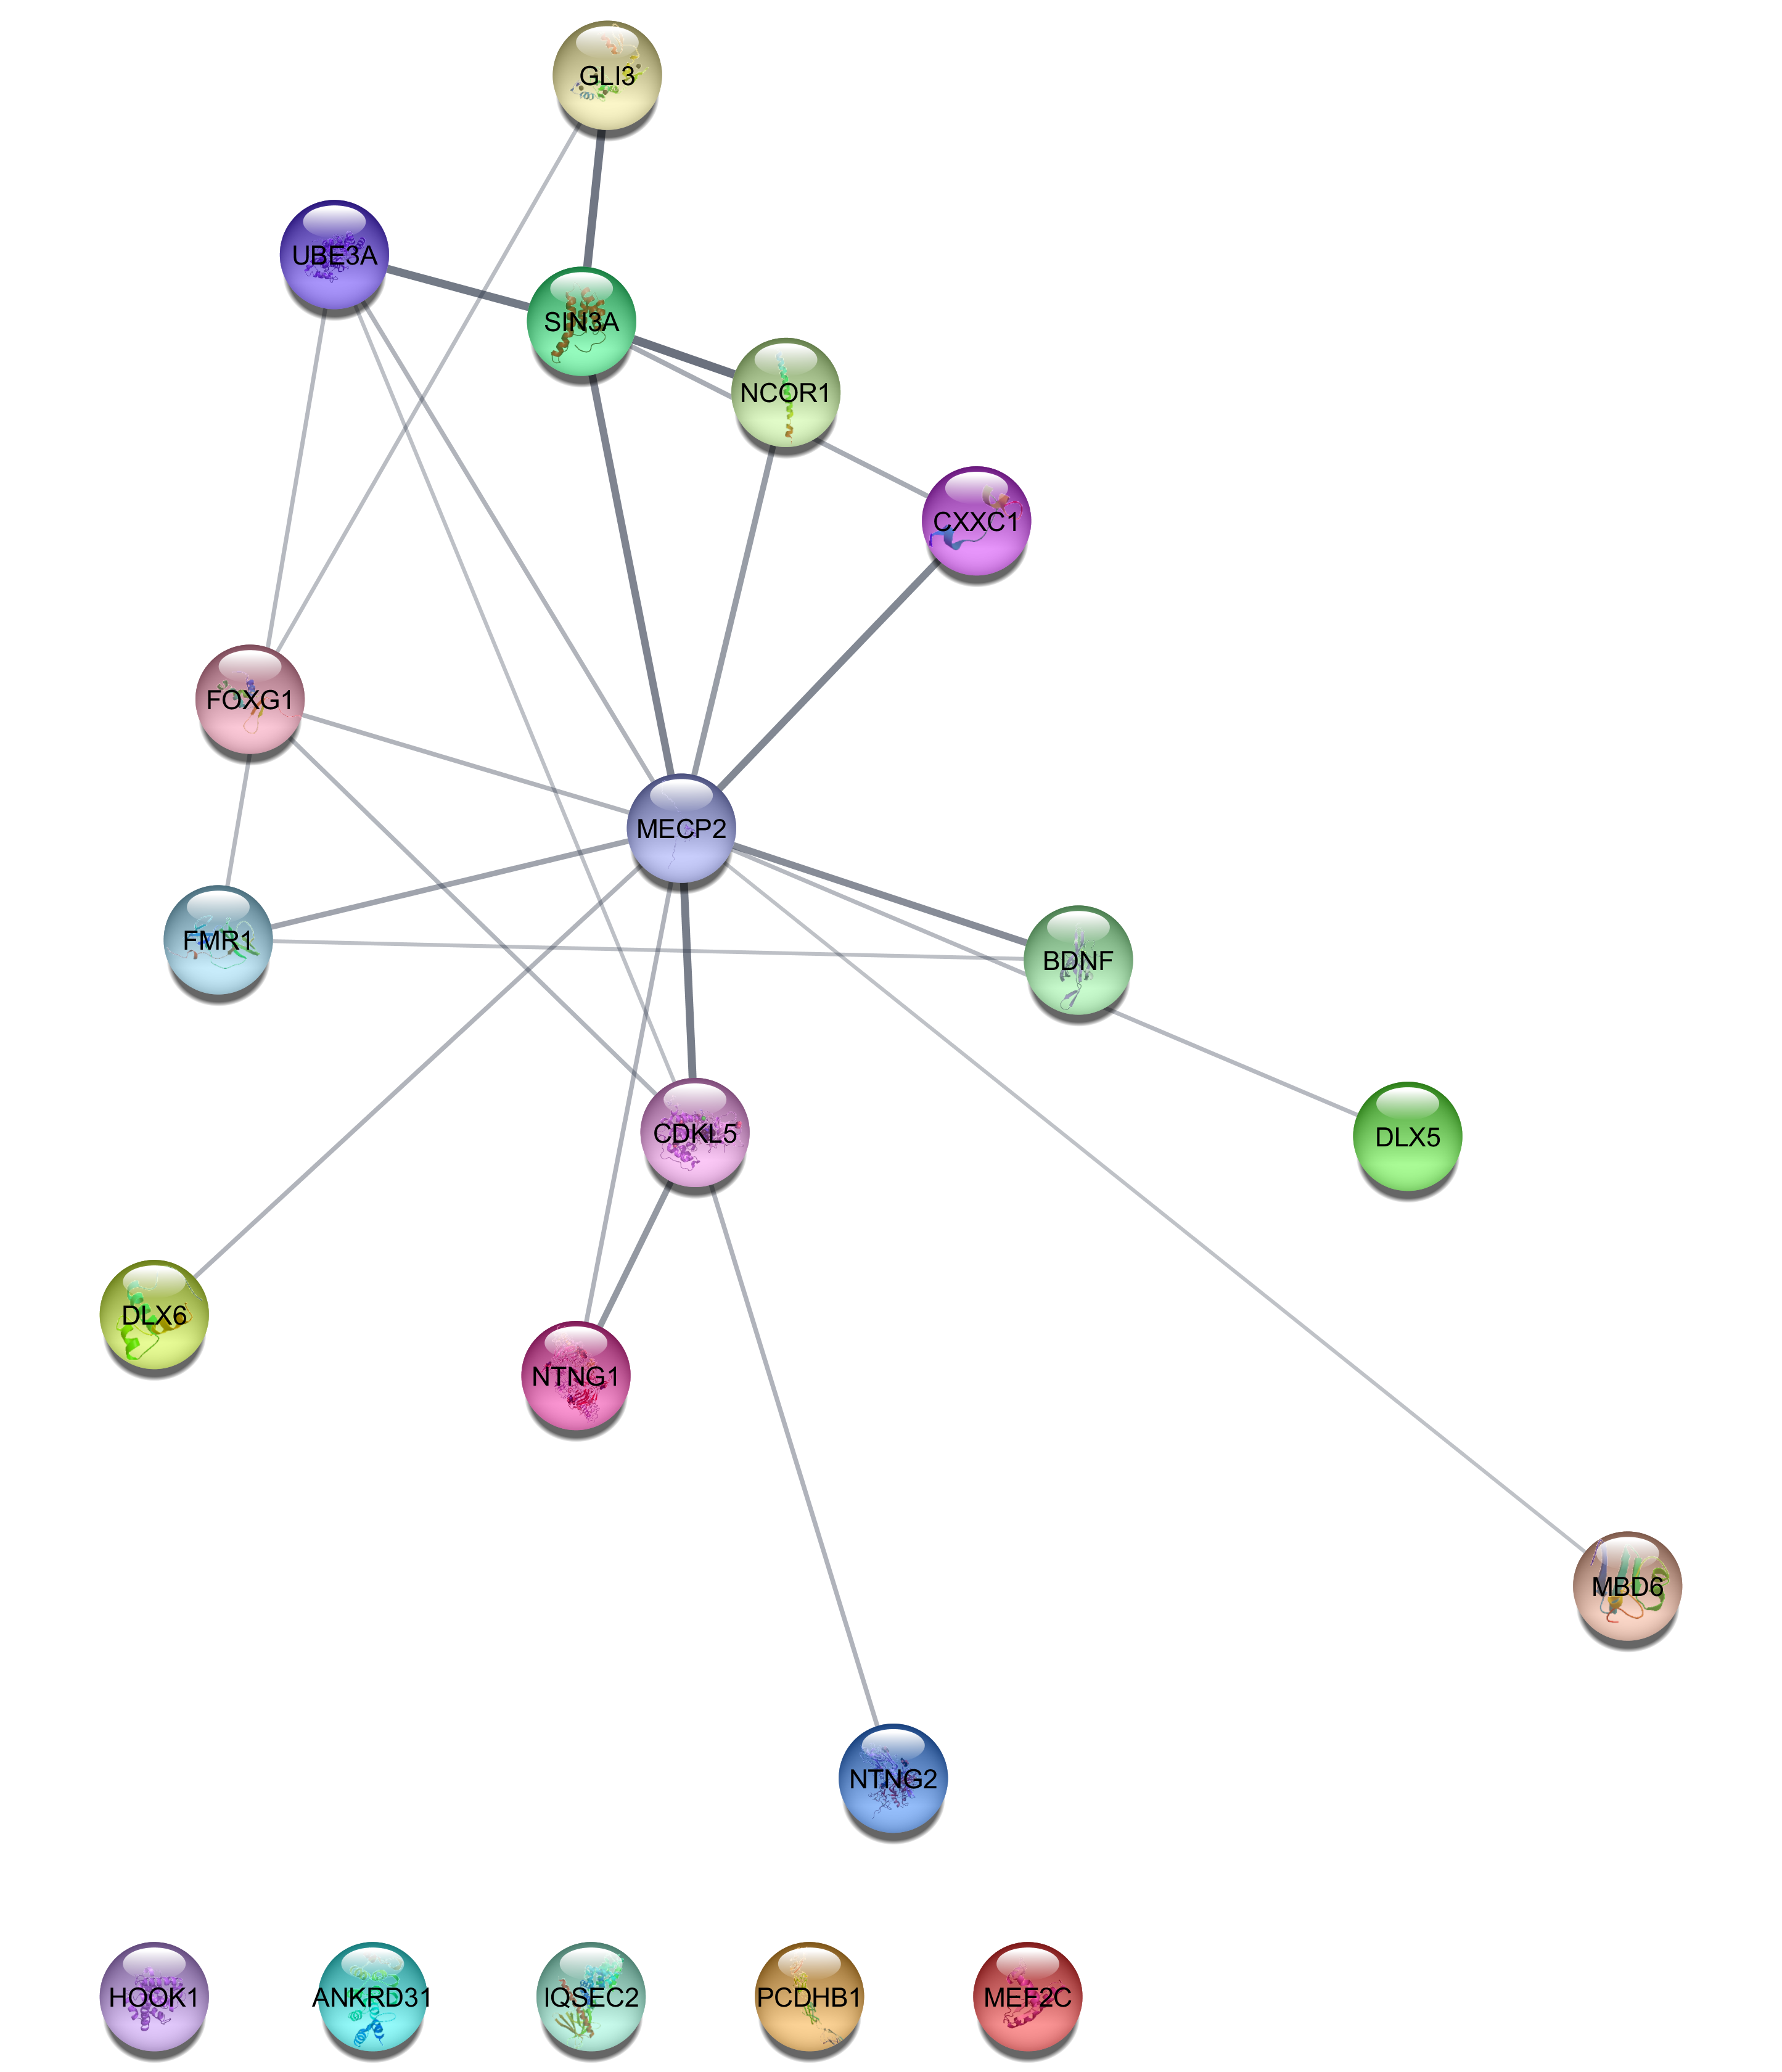 GLI3
UBE3A
SIN3A
NCOR1
CXXC1
FOXG1
MECP2
FMR1
BDNF
CDKL5
DLX5
DLX6
NTNG1
MBD6
NTNG2
HOOK1
ANKRD31
IQSEC2
PCDHB1
MEF2C